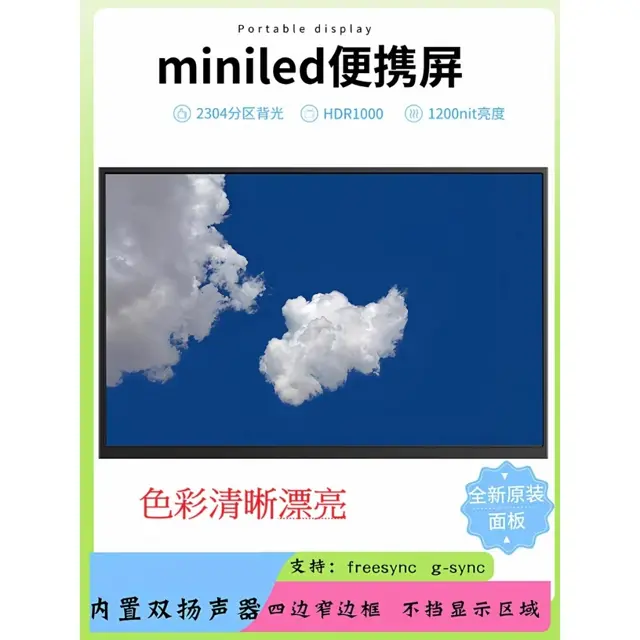 Portable display
miniled便携屏
2304分区背光 HDR1000 1200nit亮度
色彩清晰漂亮
全新原装
面板
支持：freesync g-sync
内置双扬声器 四边窄边框 不挡显示区域